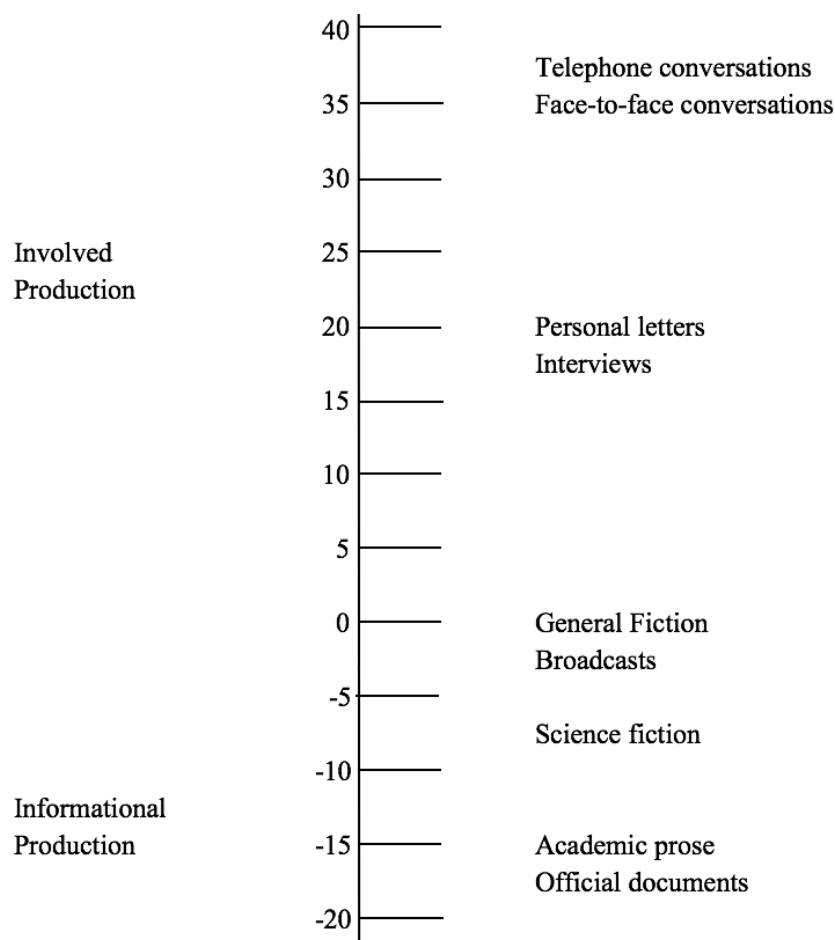 40
Telephone conversations
35 Face-to-face conversations
30
Involved 25
Production
20 Personal letters
Interviews
15
10
5
0 General Fiction
Broadcasts
-5
Science fiction
-10
Informational
Production -15 Academic prose
Official documents
-20